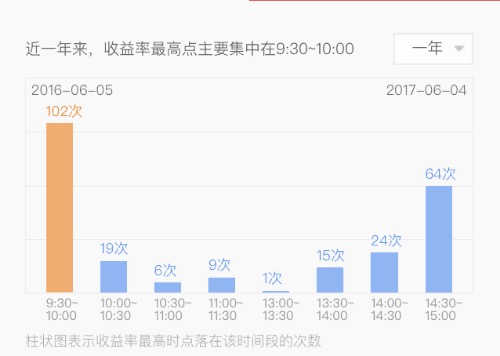 近一年来，收益率最高点主要集中在9:30~10:00
一年
2016-06-05
2017-06-04
102次
19次
6次
9次
1次
15次
24次
64次
9:30~
10:00
10:00~
10:30
10:30~
11:00
11:00~
11:30
13:00~
13:30
13:30~
14:00
14:00~
14:30
14:30~
15:00
柱状图表示收益率最高时点落在该时间段的次数